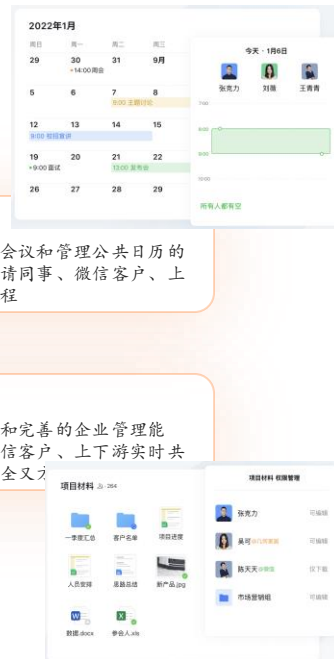 2022年1月
周日 周一 周二 周三
29 30 31 9月
14:00 周会
5 6 7 8
9:00 主题讨论
12 13 14 15
9:00 校园宣讲
19 20 21 22
9:00 面试 13:00 发布会
26 27 28 29
今天 · 1月6日
张克力 刘薇 王青青
7:00
8:00
9:00
10:00
所有人都有空
会议和管理公共日历的
请同事、微信客户、上
程
和完善的企业管理能
信客户、上下游实时共
全又
项目材料 264
一季度汇总 客户名单 项目进度
人员安排 思路总结 新产品.jpg
数据.docx 参会人.xls
项目材料 权限管理
张克力 可编辑
吴可 可编辑
陈天天@微信 仅下载
市场营销组 可编辑